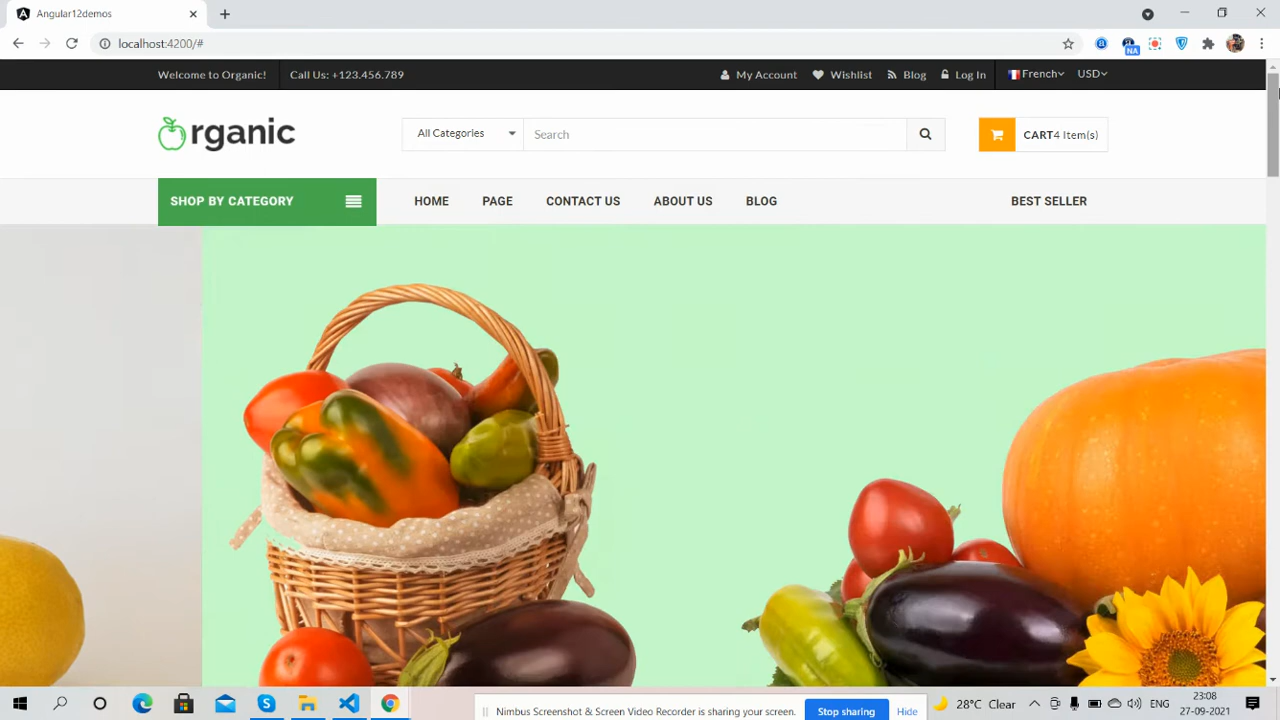 Angular12demos
localhost:4200/#
NA
Welcome to Organic!
Call Us: +123.456.789
My Account
Wishlist
Blog
Log In
French
USD
rganic
All Categories
Search
CART4 Item(s)
SHOP BY CATEGORY
HOME
PAGE
CONTACT US
ABOUT US
BLOG
BEST SELLER
Nimbus Screenshot & Screen Video Recorder is sharing your screen.
Stop sharing
Hide
28°C Clear
ENG
23:08
27-09-2021